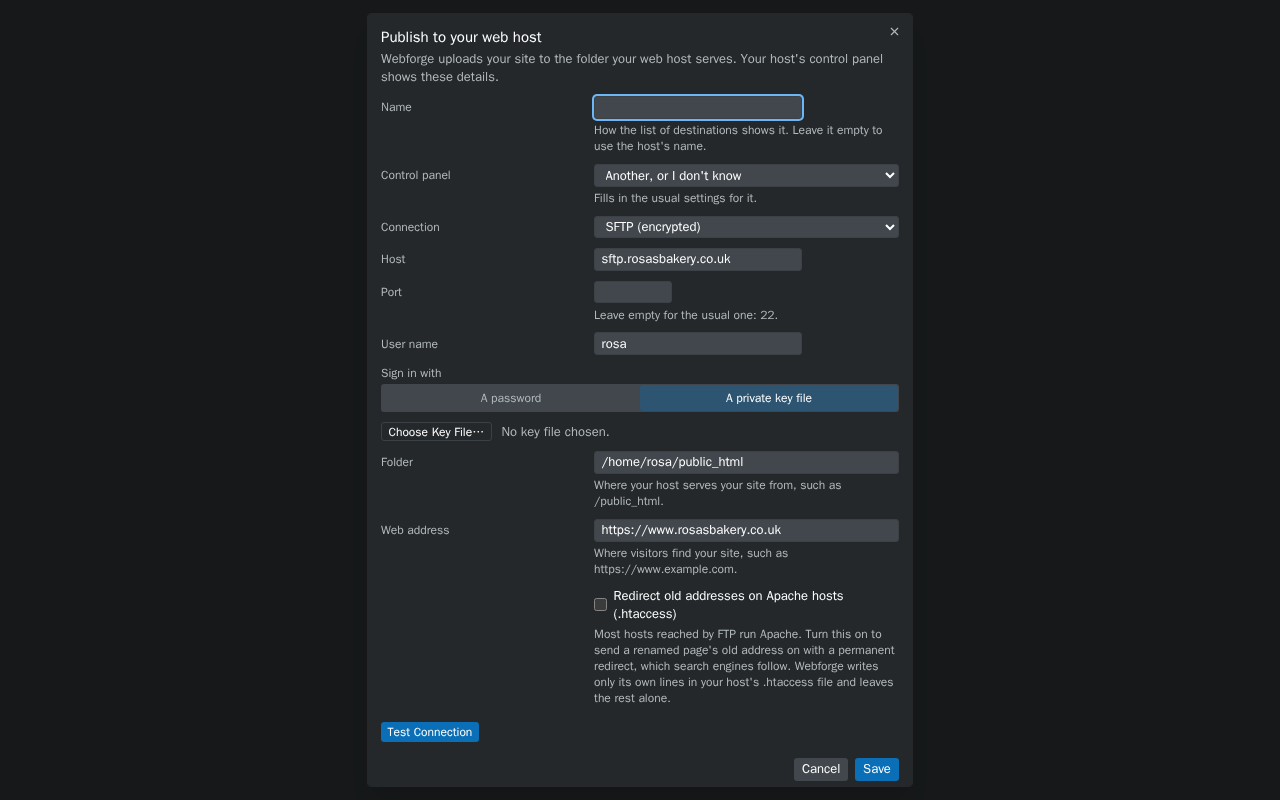 Publish to your web host
×
Webforge uploads your site to the folder your web host serves. Your host's control panel
shows these details.
Name
How the list of destinations shows it. Leave it empty to
use the host's name.
Control panel
Another, or I don't know
Fills in the usual settings for it.
Connection
SFTP (encrypted)
Host
sftp.rosasbakery.co.uk
Port
Leave empty for the usual one: 22.
User name
rosa
Sign in with
A password
A private key file
Choose Key File…
No key file chosen.
Folder
/home/rosa/public_html
Where your host serves your site from, such as
/public_html.
Web address
https://www.rosasbakery.co.uk
Where visitors find your site, such as
https://www.example.com.
Redirect old addresses on Apache hosts
(.htaccess)
Most hosts reached by FTP run Apache. Turn this on to
send a renamed page's old address on with a permanent
redirect, which search engines follow. Webforge writes
only its own lines in your host's .htaccess file and leaves
the rest alone.
Test Connection
Cancel
Save